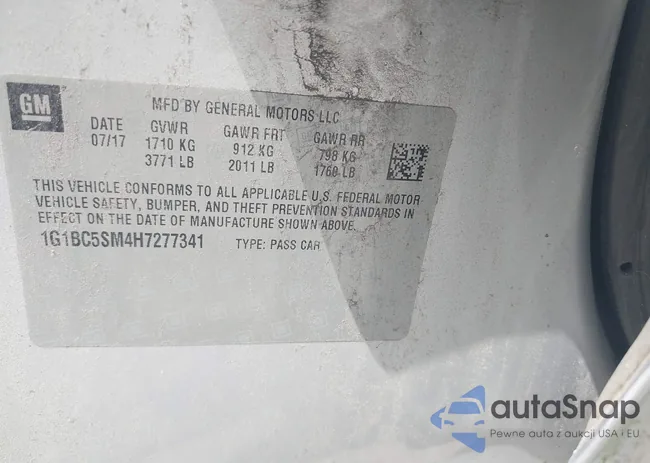 GM
MFD BY GENERAL MOTORS LLC
DATE GVWR GAWR FRT GAWR RR
07/17 1710 KG 912 KG 798 KG
3771 LB 2011 LB 1760 LB
THIS VEHICLE CONFORMS TO ALL APPLICABLE U.S. FEDERAL MOTOR
VEHICLE SAFETY, BUMPER, AND THEFT PREVENTION STANDARDS IN
EFFECT ON THE DATE OF MANUFACTURE SHOWN ABOVE.
1G1BC5SM4H7277341 TYPE: PASS CAR
autaSnap
Pewne auta z aukcji USA i EU